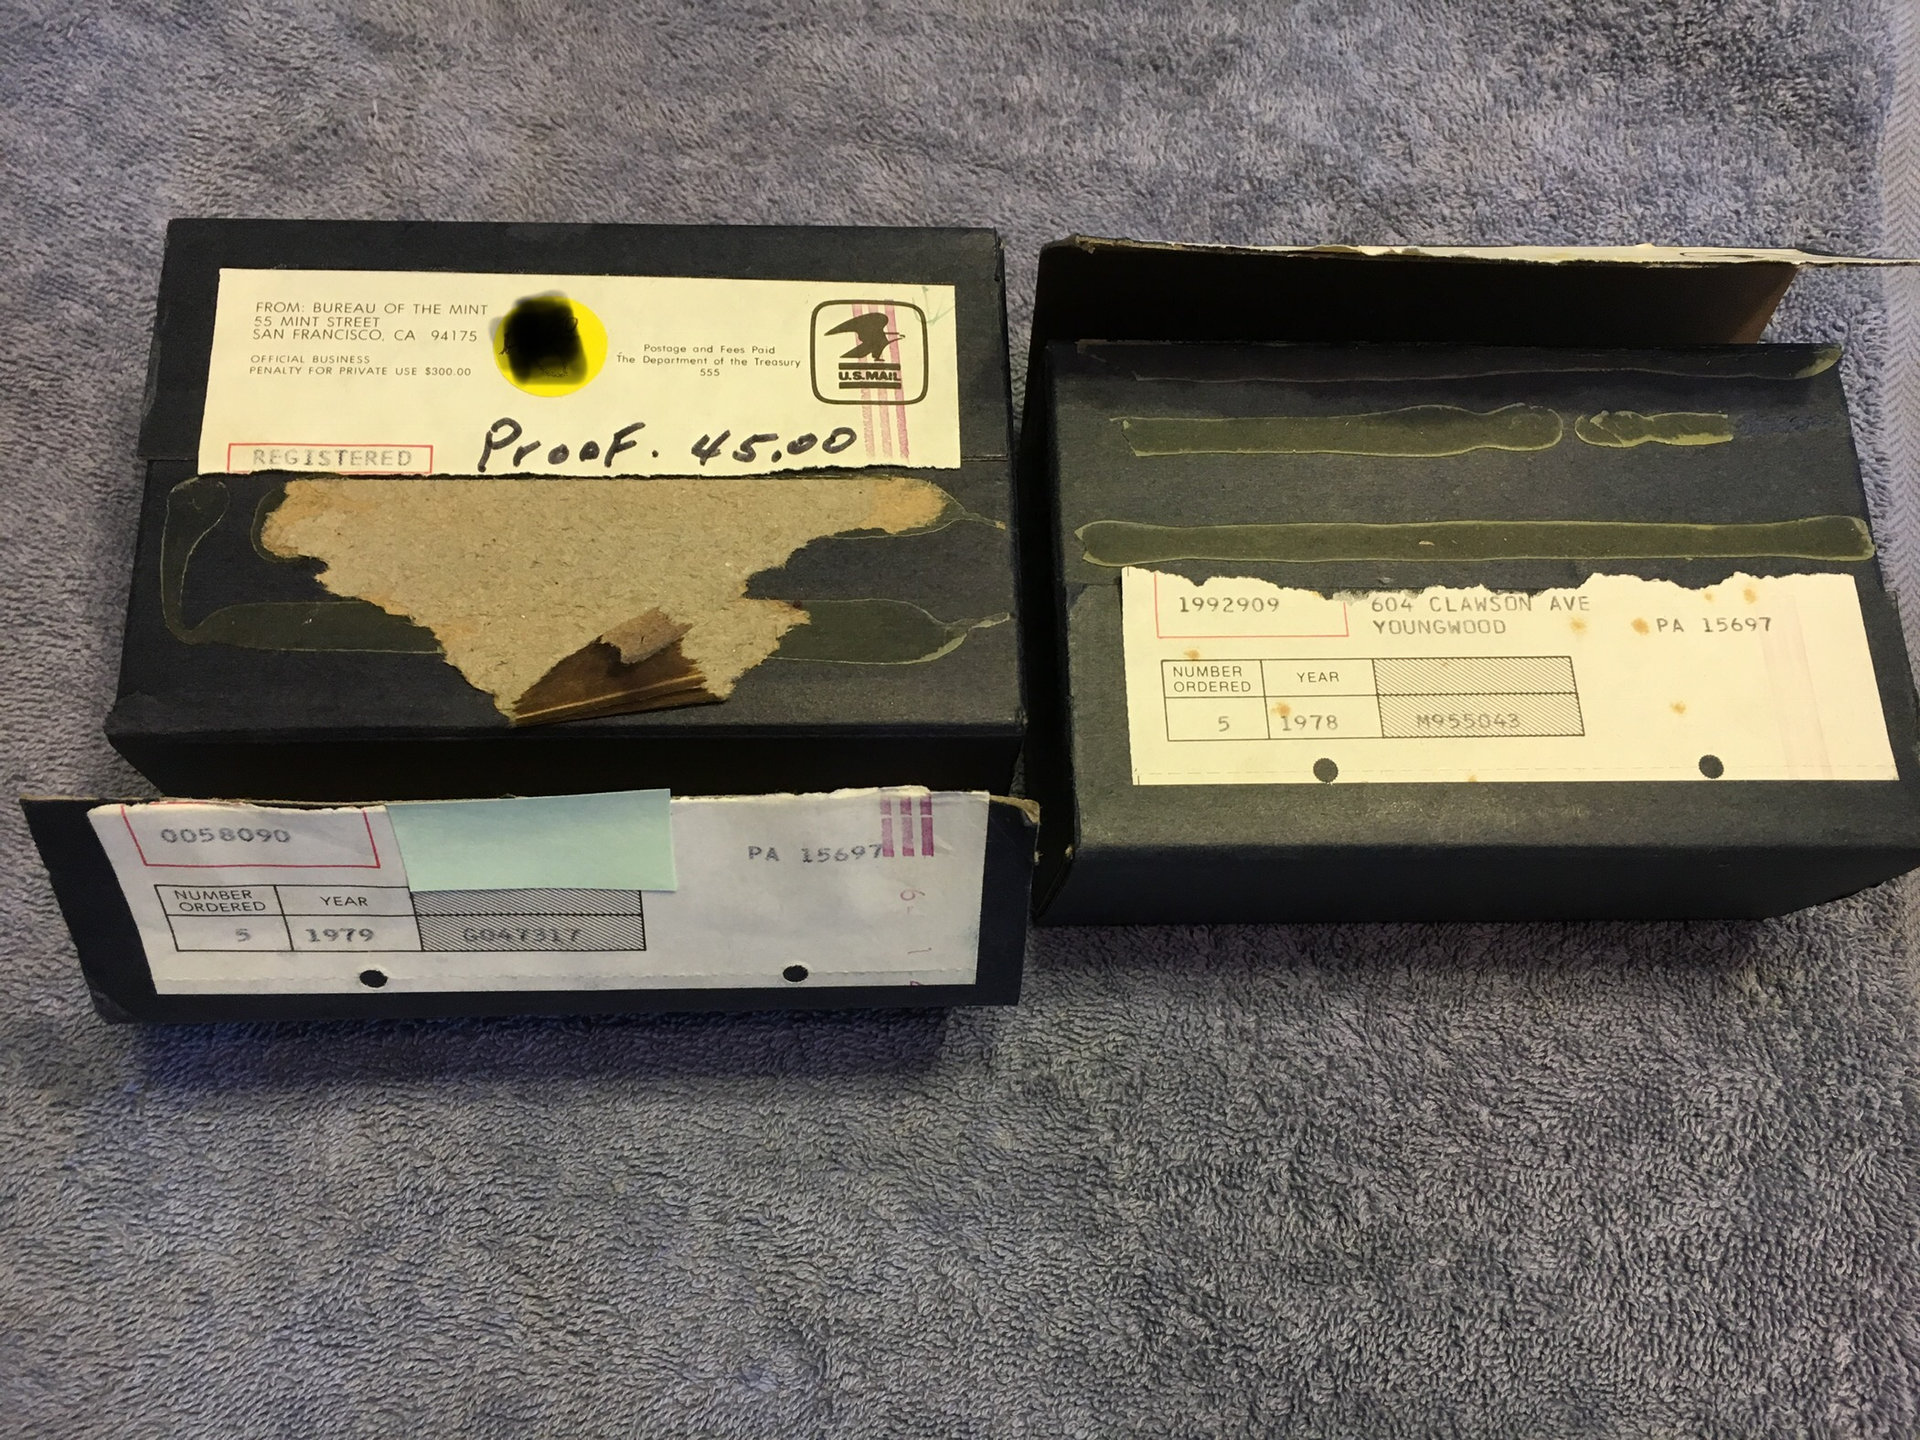 FROM: BUREAU OF THE MINT
55 MINT STREET
SAN FRANCISCO, CA 94175
OFFICIAL BUSINESS
PENALTY FOR PRIVATE USE $300.00
Postage and Fees Paid
The Department of the Treasury
555
U.S.MAIL
REGISTERED
Proof. 45.00
0058090
PA 15697
NUMBER ORDERED
YEAR
5
1979
G047317
1992909
604 CLAWSON AVE
YOUNGWOOD
PA 15697
NUMBER ORDERED
YEAR
5
1978
M955043